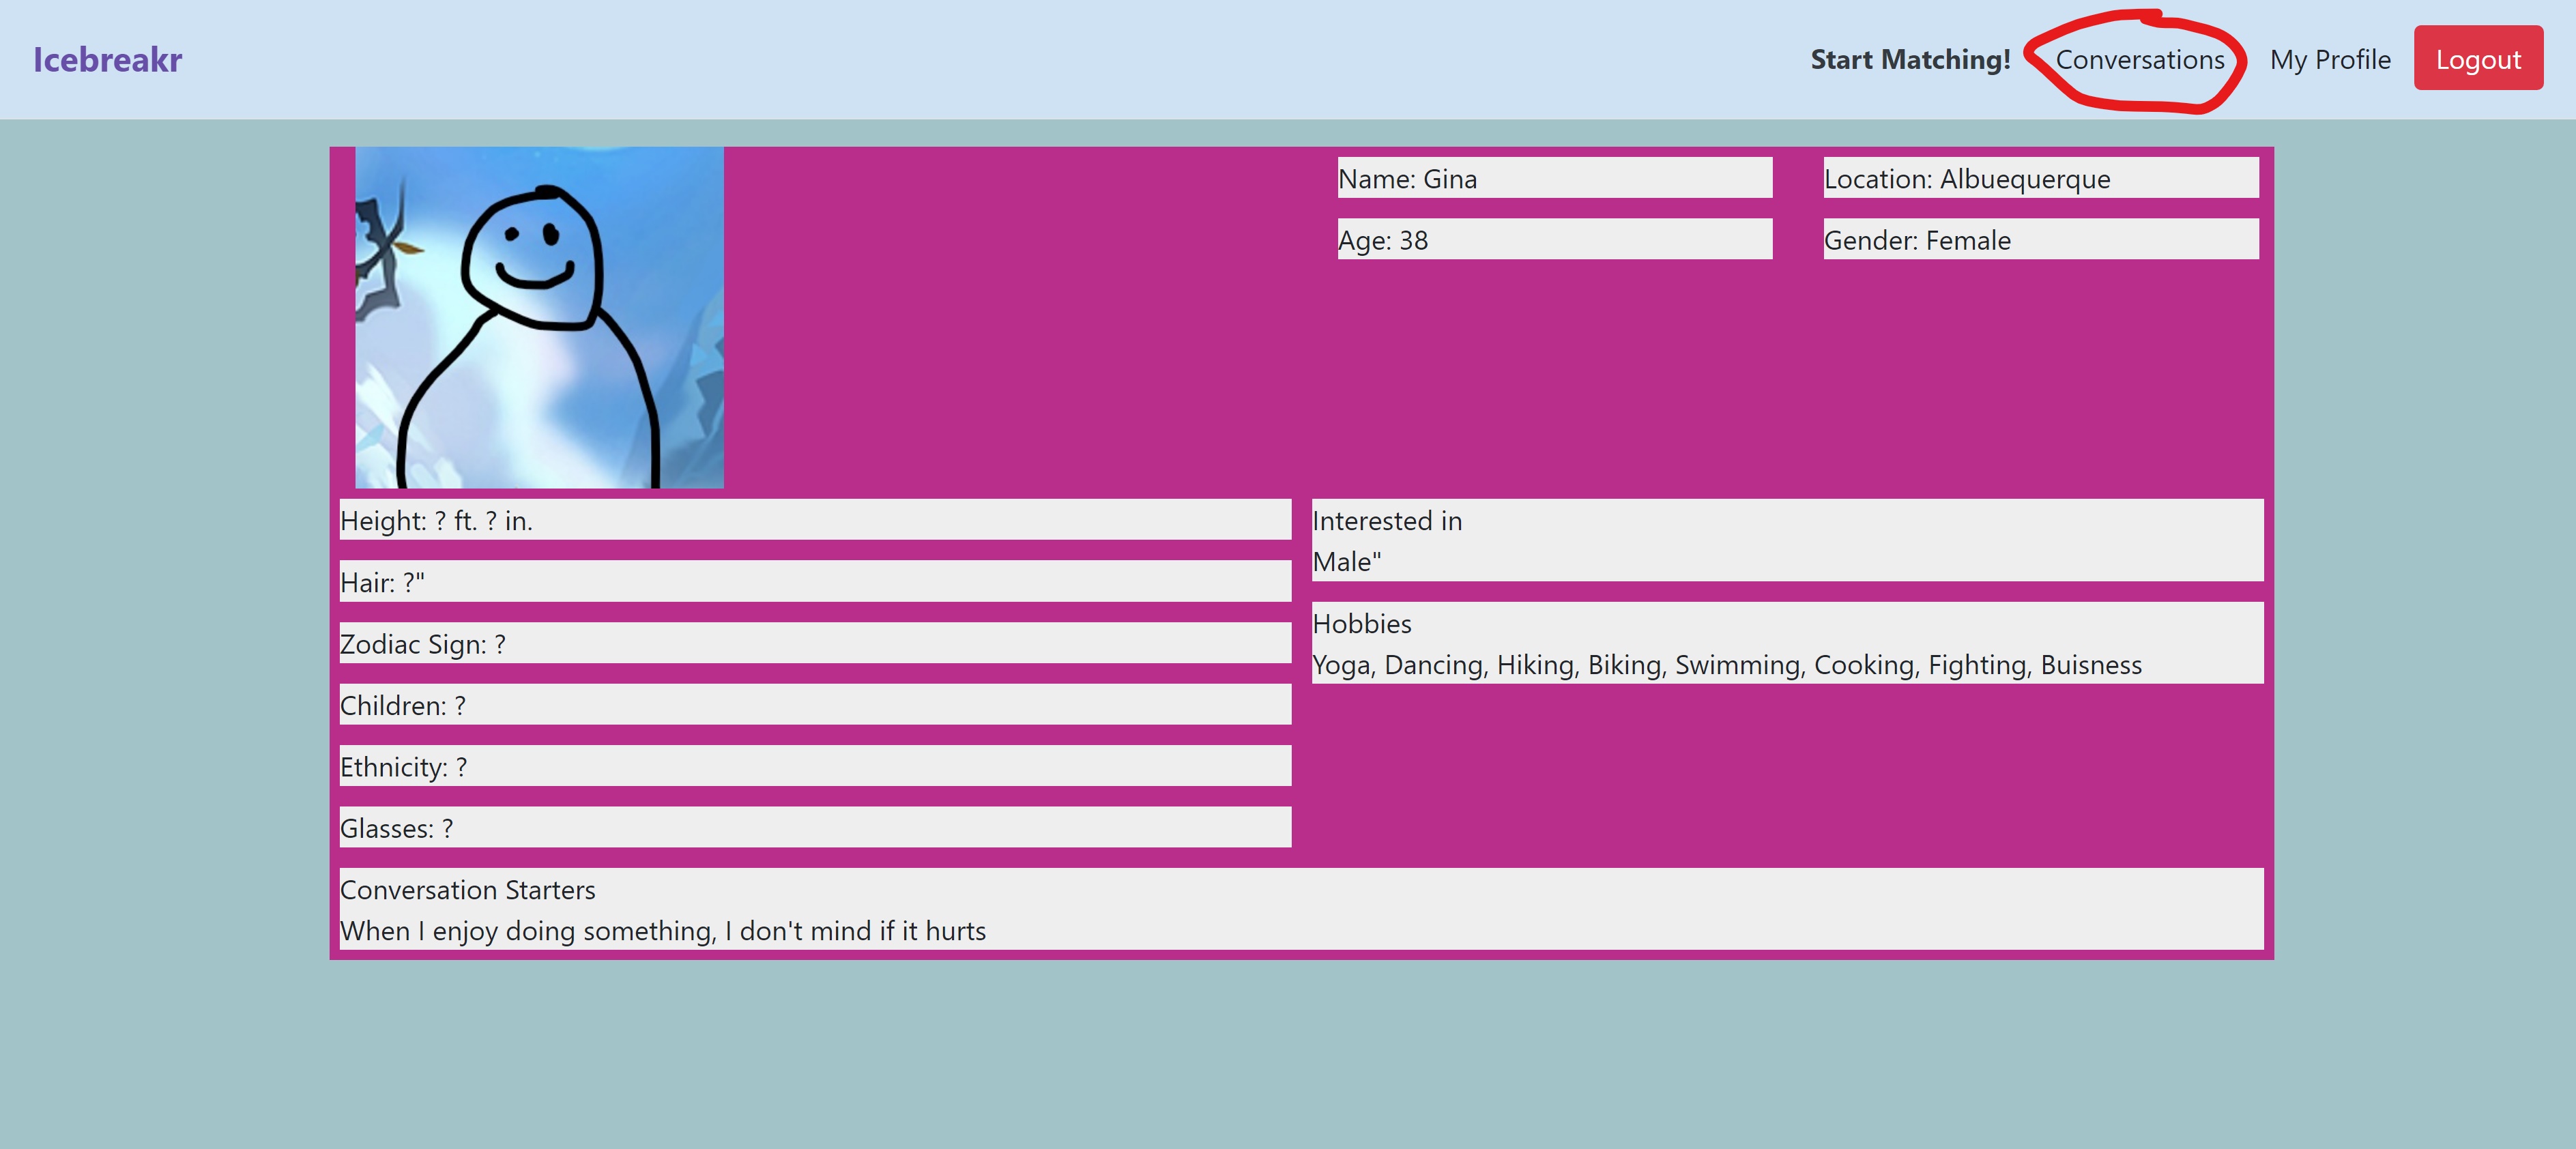 Icebreakr
Start Matching! Conversations My Profile Logout
Name: Gina
Location: Albuequerque
Age: 38
Gender: Female
Height: ? ft. ? in.
Hair: ?"
Zodiac Sign: ?
Children: ?
Ethnicity: ?
Glasses: ?
Interested in
Male"
Hobbies
Yoga, Dancing, Hiking, Biking, Swimming, Cooking, Fighting, Buisness
Conversation Starters
When I enjoy doing something, I don't mind if it hurts